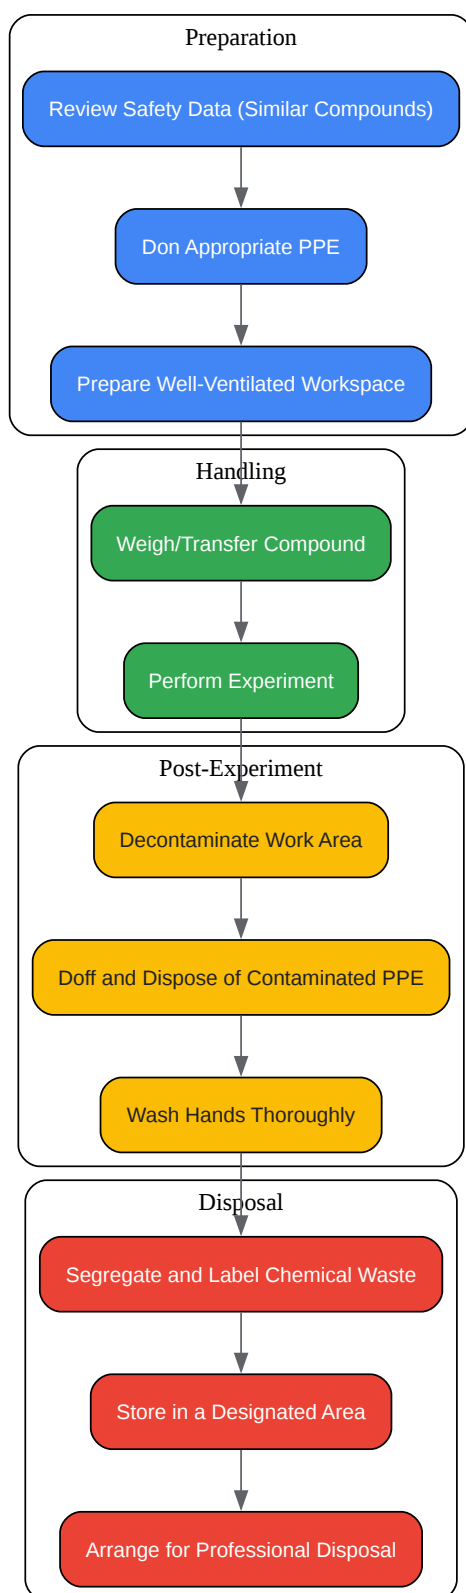 Preparation
Review Safety Data (Similar Compounds)
Don Appropriate PPE
Prepare Well-Ventilated Workspace
Handling
Weigh/Transfer Compound
Perform Experiment
Post-Experiment
Decontaminate Work Area
Doff and Dispose of Contaminated PPE
Wash Hands Thoroughly
Disposal
Segregate and Label Chemical Waste
Store in a Designated Area
Arrange for Professional Disposal